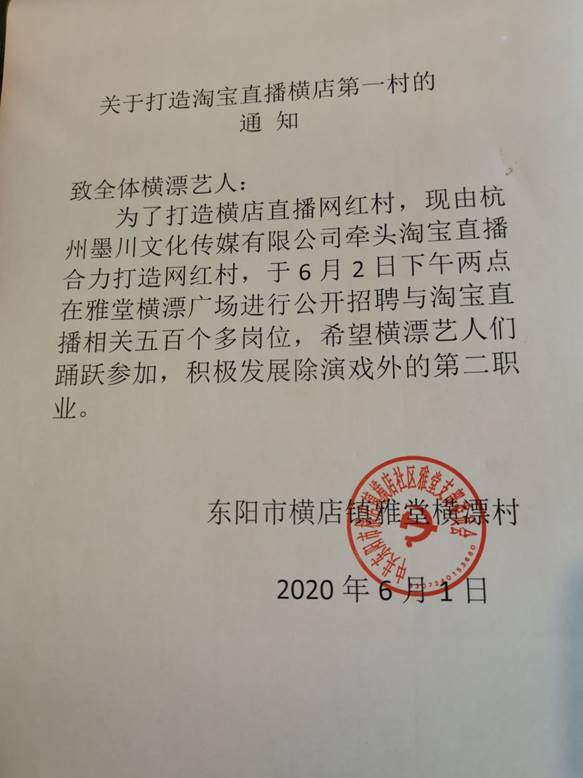 关于打造淘宝直播横店第一村的
通 知
致全体横漂艺人:
为了打造横店直播网红村，现由杭
州墨川文化传媒有限公司牵头淘宝直播
合力打造网红村，于6月2日下午两点
在雅堂横漂广场进行公开招聘与淘宝直
播相关五百个多岗位，希望横漂艺人们
踊跃参加，积极发展除演戏外的第二职
业。
东阳市横店镇雅堂横漂村
2020年6月1日